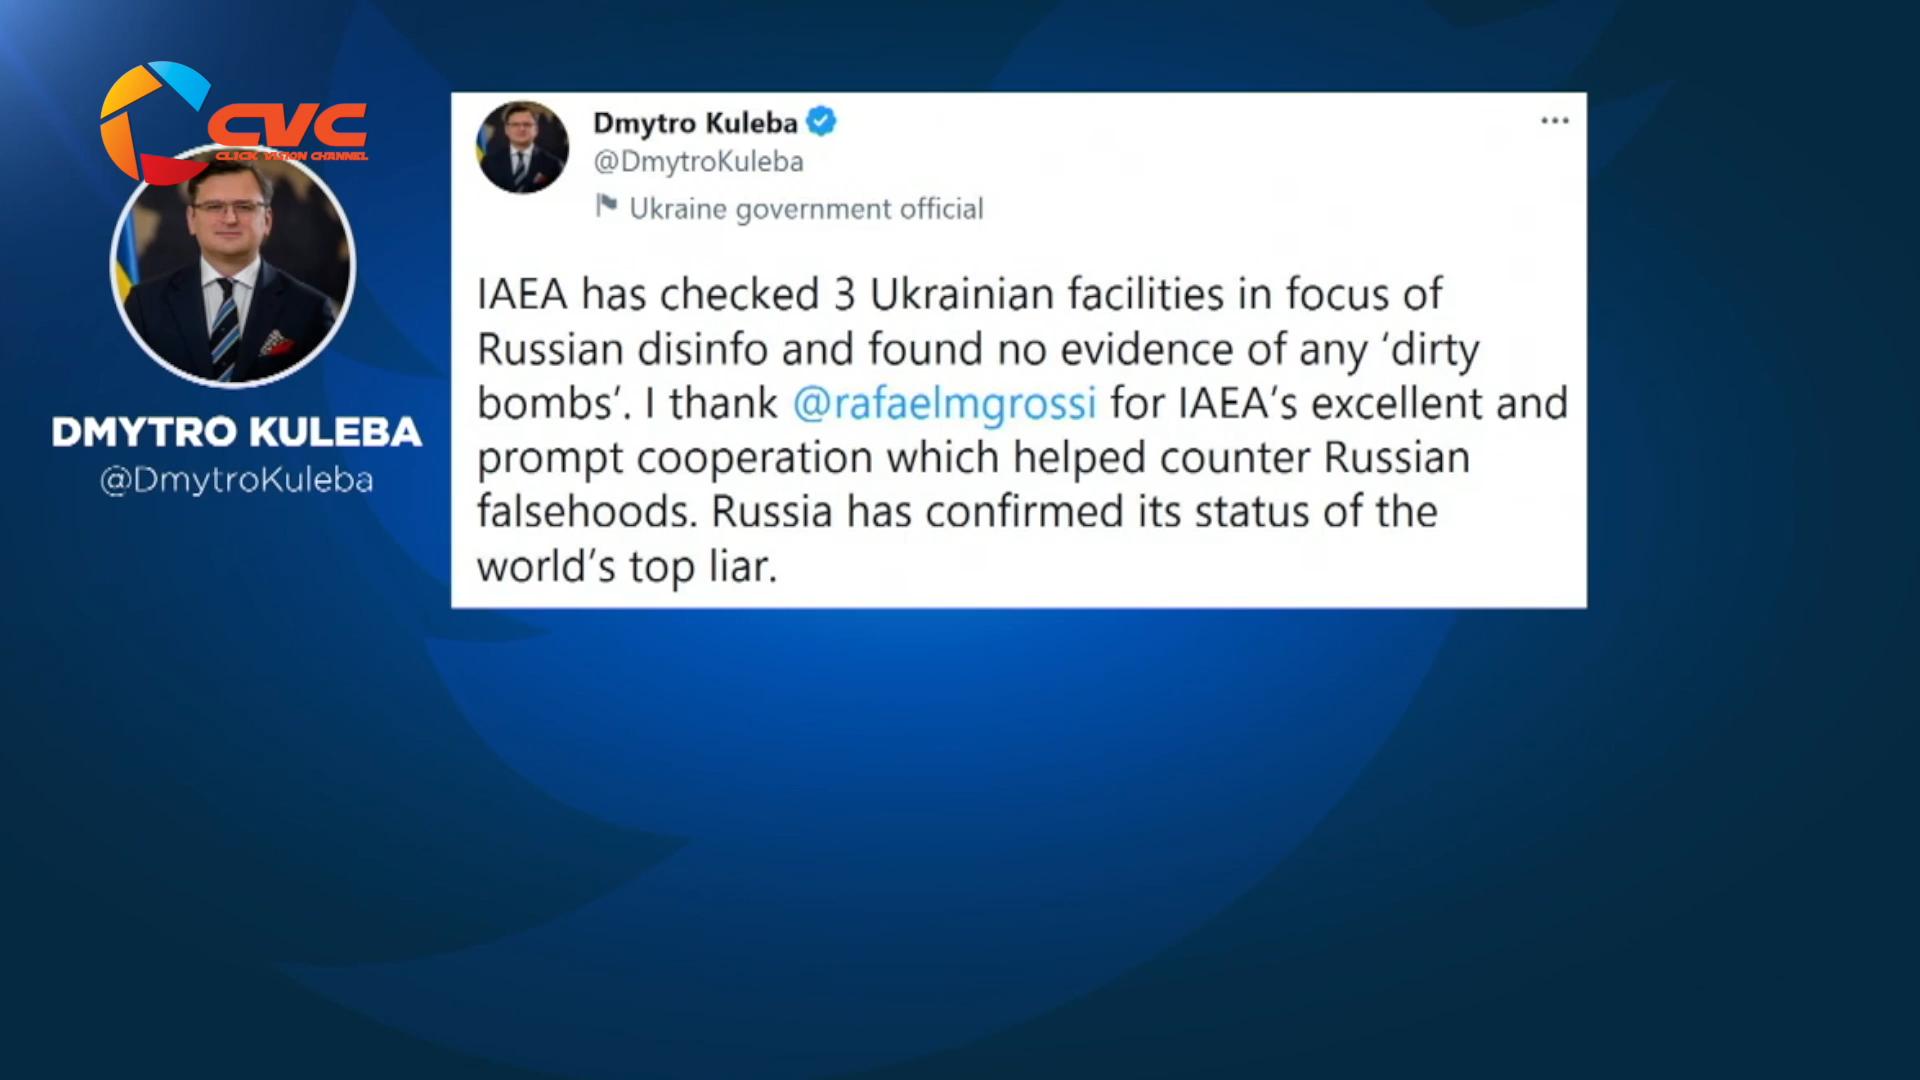 CVC
CLICK VISION CHANNEL
DMYTRO KULEBA
@DmytroKuleba
Dmytro Kuleba
@DmytroKuleba
Ukraine government official
IAEA has checked 3 Ukrainian facilities in focus of
Russian disinfo and found no evidence of any ‘dirty
bombs’. I thank @rafaelmgrossi for IAEA’s excellent and
prompt cooperation which helped counter Russian
falsehoods. Russia has confirmed its status of the
world’s top liar.